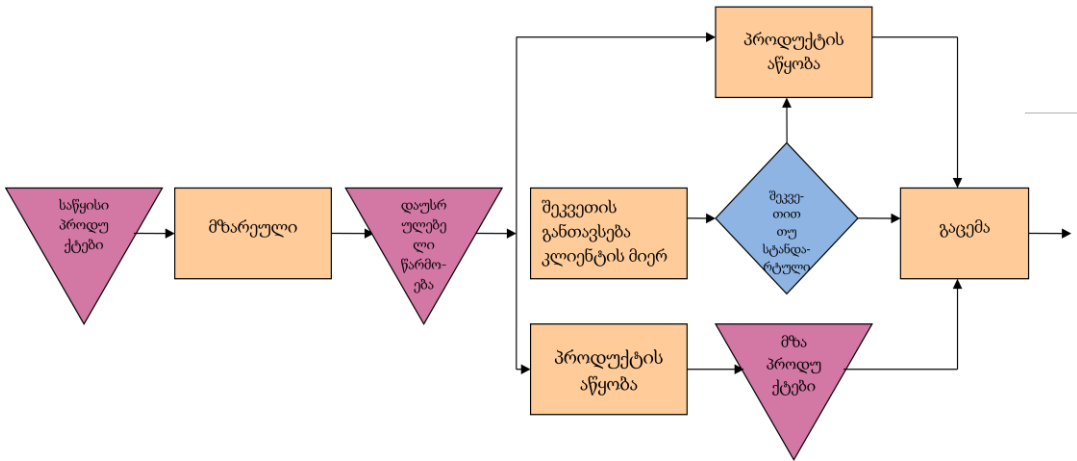 საწყისი
პროდუ
ქტები
მზარეული
დაუსრ
ულებე
ლი
წარმო-
ება
პროდუქტის
აწყობა
შეკვეთის
განთავსება
კლიენტის მიერ
შეკვე-
თით
თუ
სტანდა-
რტული
გაცემა
პროდუქტის
აწყობა
მზა
პროდუ
ქტები